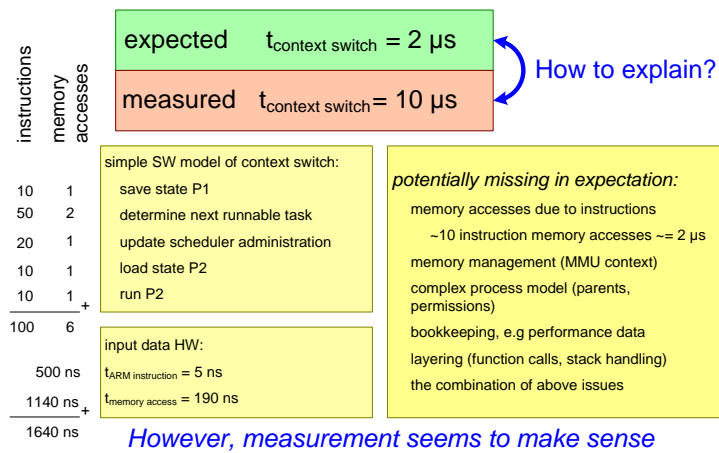 expected t context switch = 2 µs
measured t context switch = 10 µs
How to explain?
instructions
memory
accesses
simple SW model of context switch:
10 1 save state P1
50 2 determine next runnable task
20 1 update scheduler administration
10 1 load state P2
10 1 run P2
+
100 6
input data HW:
500 ns t ARM instruction = 5 ns
1140 ns + t memory access = 190 ns
1640 ns
potentially missing in expectation:
memory accesses due to instructions
~10 instruction memory accesses ~= 2 µs
memory management (MMU context)
complex process model (parents,
permissions)
bookkeeping, e.g performance data
layering (function calls, stack handling)
the combination of above issues
However, measurement seems to make sense